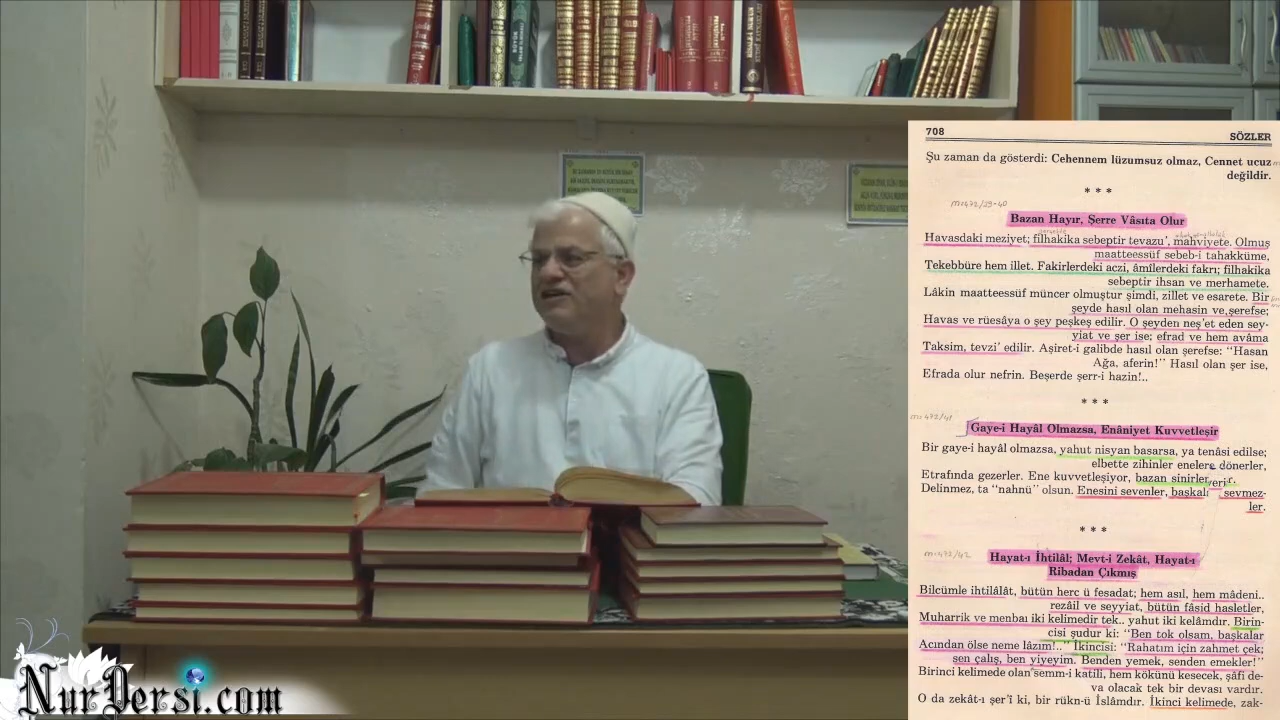 708
SÖZLER
Şu zaman da gösterdi: Cehennem lüzumsuz olmaz, Cennet ucuz
değildir.
* * *
Bazan Hayır, Şerre Vâsıta Olur
Havasdaki meziyet; filhakika sebeptir tevazu', mahviyete. Olmuş
maatteessüf sebeb-i tahakküme,
Tekebbüre hem illet. Fakirlerdeki aczi, âmîlerdeki fakrı; filhakika
sebeptir ihsan ve merhamete.
Lâkin maatteessüf müncer olmuştur şimdi, zillet ve esarete. Bir
şeyde hasıl olan mehasin ve şerefse;
Havas ve rüesâya o şey peşkeş edilir. O şeyden neş'et eden sey-
yiat ve şer ise; efrad ve hem avâma
Taksim, tevzi' edilir. Aşiret-i galibde hasıl olan şerefse: "Hasan
Ağa, aferin!" Hasıl olan şer ise,
Efrada olur nefrin. Beşerde şerr-i hazin!..
* * *
Gaye-i Hayâl Olmazsa, Enâniyet Kuvvetleşir
Bir gaye-i hayâl olmazsa, yahut nisyan basarsa, ya tenâsi edilse;
elbette zihinler enelere dönerler,
Etrafında gezerler. Ene kuvvetleşiyor, bazan sinirler
Delinmez, ta "nahnü" olsun. Enesini sevenler, başkal sevmez-
ler.
* * *
Hayat-ı İhtilâl; Mevt-i Zekât, Hayat-ı
Ribadan Çıkmış
Bilcümle ihtilâlât, bütün herc ü fesadat; hem asıl, hem mâdeni..
rezâil ve seyyiat, bütün fâsid hasletler,
Muharrik ve menbaı iki kelimedir tek.. yahut iki kelâmdır. Birin-
cisi şudur ki: "Ben tok olsam, başkalar
Acından ölse neme lâzım!.." İkincisi: "Rahatım için zahmet çek;
sen çalış, ben yiyeyim. Benden yemek, senden emekler!"
Birinci kelimede olan semm-i katili, hem kökünü kesecek, şâfi de-
va olacak tek bir devası vardır.
O da zekât-ı şer'î ki, bir rükn-ü İslâmdır. İkinci kelimede, zak-
NurDersi.com